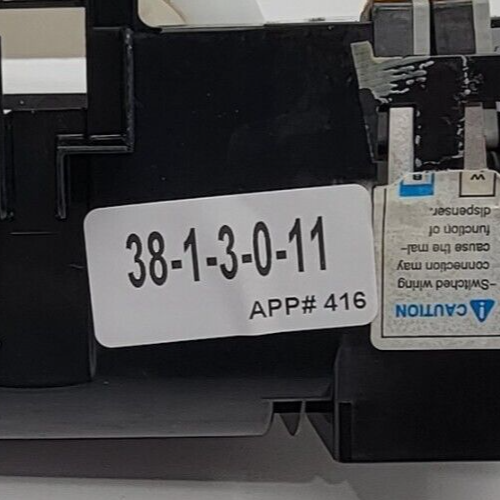 38-1-3-0-11
APP# 416
CAUTION
-Switched wiring
connection may
cause the mal-
function of
dispenser.
B
W